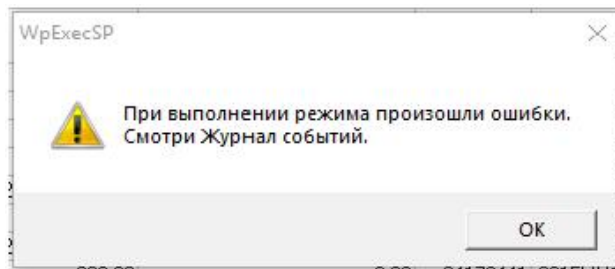 WpExecSP
При выполнении режима произошли ошибки.
Смотри Журнал событий.
OK